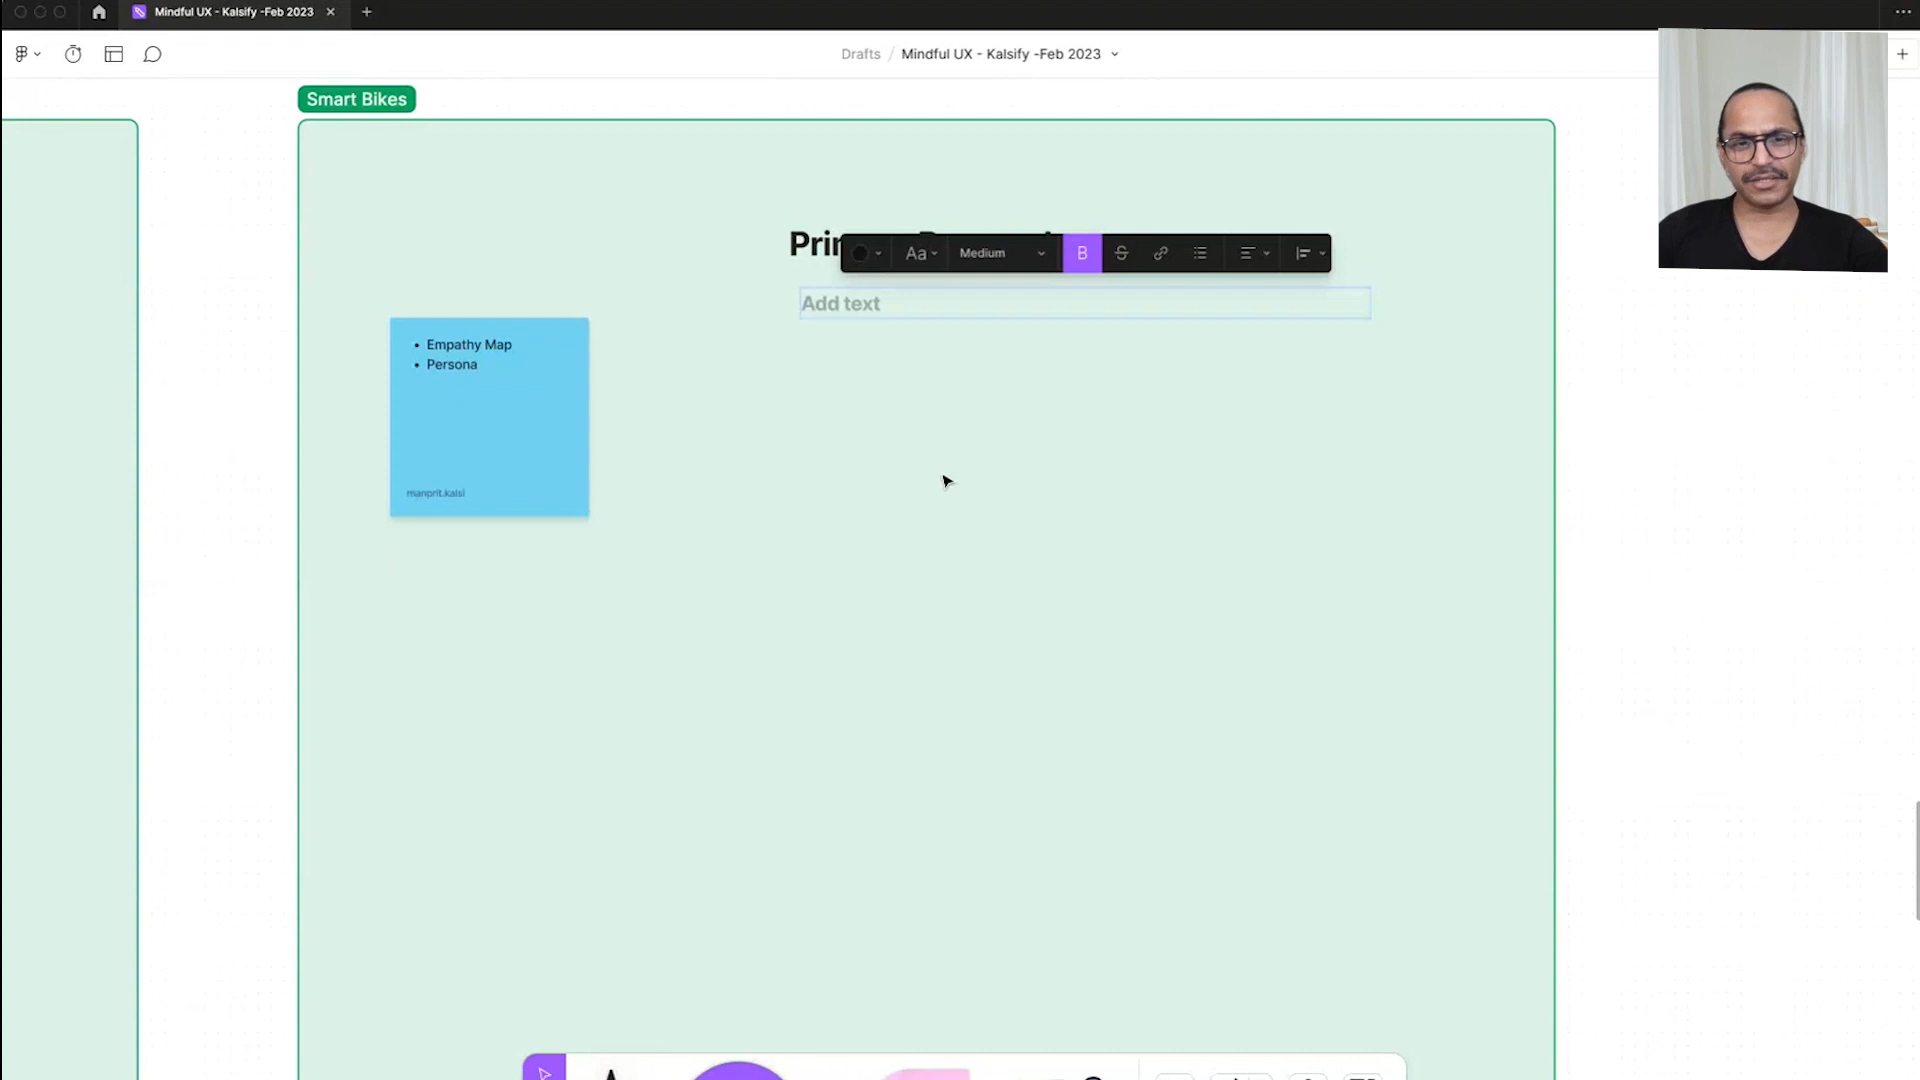 Mindful UX - Kalsify -Feb 2023
Drafts / Mindful UX - Kalsify -Feb 2023
Smart Bikes
Aa
Medium
B
S
Add text
• Empathy Map
• Persona
manprit.kalsi